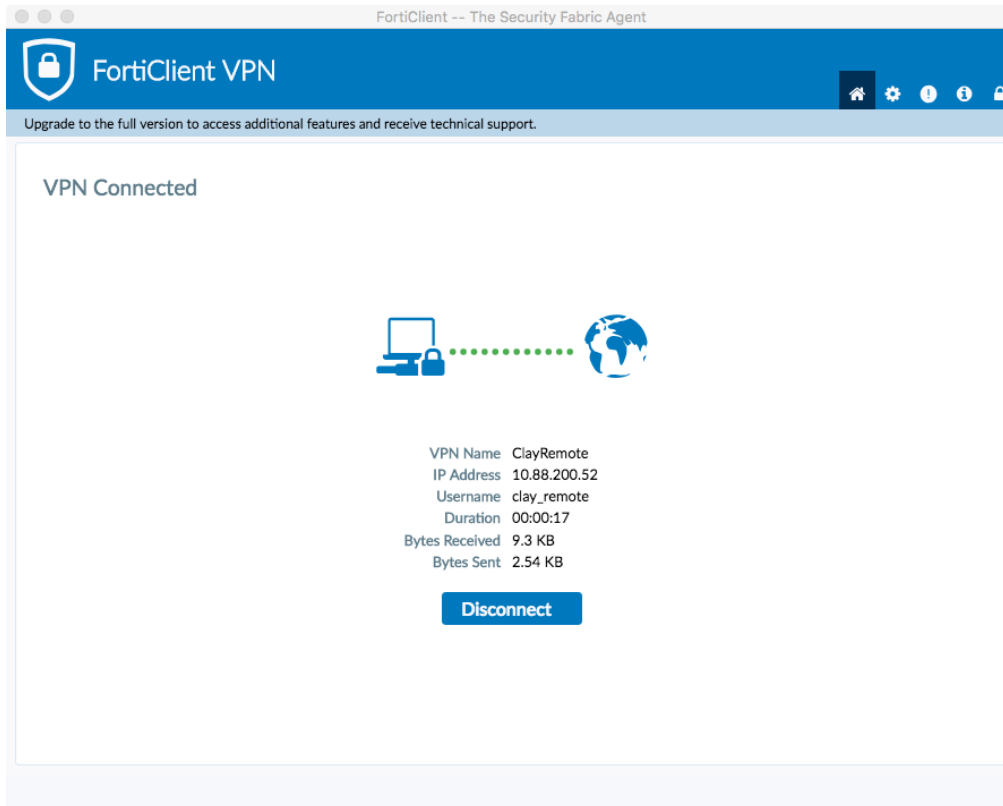 FortiClient -- The Security Fabric Agent
FortiClient VPN
Upgrade to the full version to access additional features and receive technical support.
VPN Connected
VPN Name ClayRemote
IP Address 10.88.200.52
Username clay_remote
Duration 00:00:17
Bytes Received 9.3 KB
Bytes Sent 2.54 KB
Disconnect